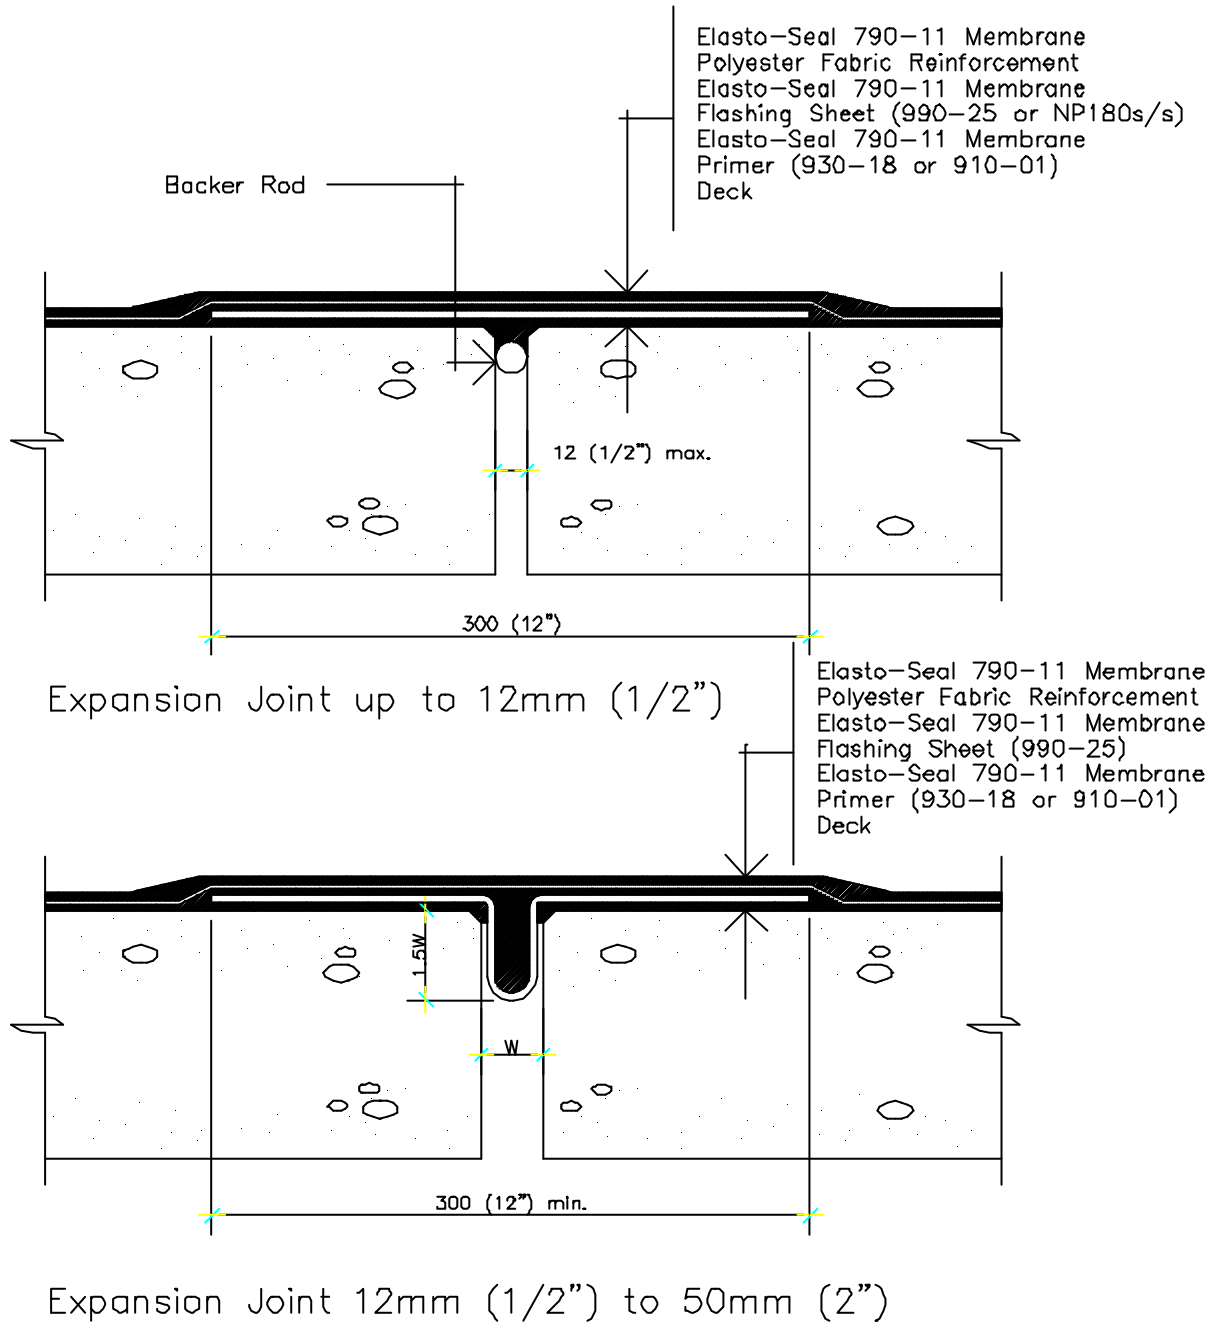 Elasto-Seal 790-11 Membrane
Polyester Fabric Reinforcement
Elasto-Seal 790-11 Membrane
Flashing Sheet (990-25 or NP180s/s)
Elasto-Seal 790-11 Membrane
Primer (930-18 or 910-01)
Deck
Backer Rod
12 (1/2") max.
300 (12")
Expansion Joint up to 12mm (1/2")
Elasto-Seal 790-11 Membrane
Polyester Fabric Reinforcement
Elasto-Seal 790-11 Membrane
Flashing Sheet (990-25)
Elasto-Seal 790-11 Membrane
Primer (930-18 or 910-01)
Deck
1.5W
W
300 (12") min.
Expansion Joint 12mm (1/2") to 50mm (2")